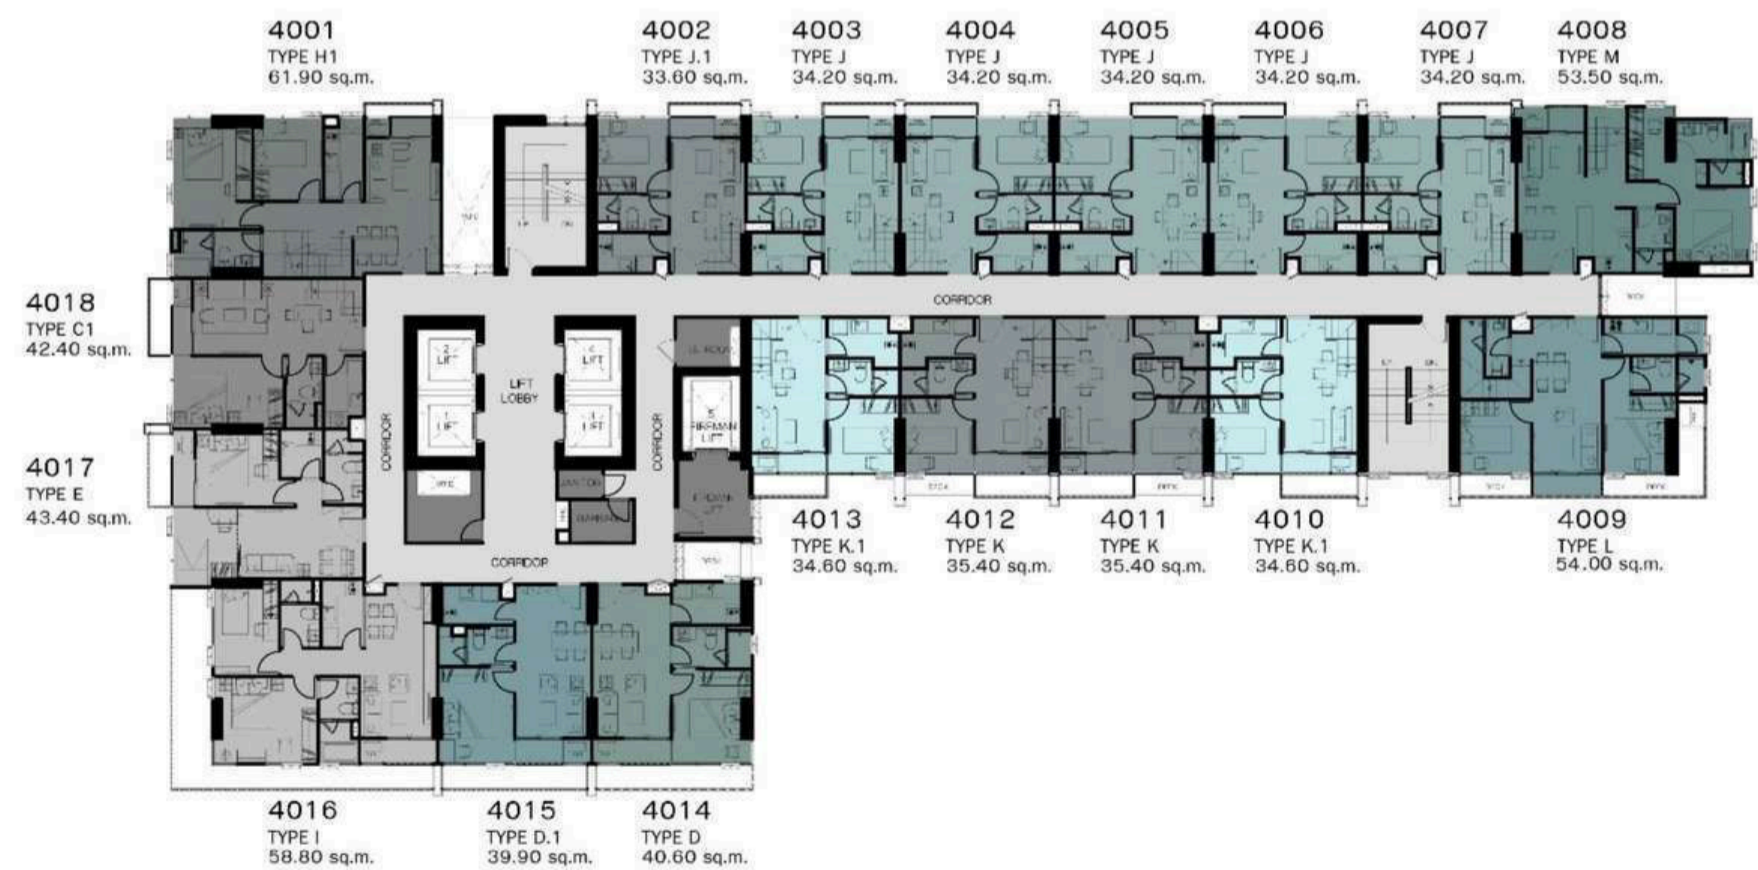 4001
TYPE H1
61.90 sq.m.
4002
TYPE J.1
33.60 sq.m.
4003
TYPE J
34.20 sq.m.
4004
TYPE J
34.20 sq.m.
4005
TYPE J
34.20 sq.m.
4006
TYPE J
34.20 sq.m.
4007
TYPE J
34.20 sq.m.
4008
TYPE M
53.50 sq.m.
4018
TYPE C1
42.40 sq.m.
CORRIDOR
2
LIFT
LIFT
LIFT
LOBBY
1
LIFT
LIFT
CORRIDOR
CORRIDOR
FIREMAN
LIFT
4017
TYPE E
43.40 sq.m.
CORRIDOR
4013
TYPE K.1
34.60 sq.m.
4012
TYPE K
35.40 sq.m.
4011
TYPE K
35.40 sq.m.
4010
TYPE K.1
34.60 sq.m.
4009
TYPE L
54.00 sq.m.
4016
TYPE I
58.80 sq.m.
4015
TYPE D.1
39.90 sq.m.
4014
TYPE D
40.60 sq.m.